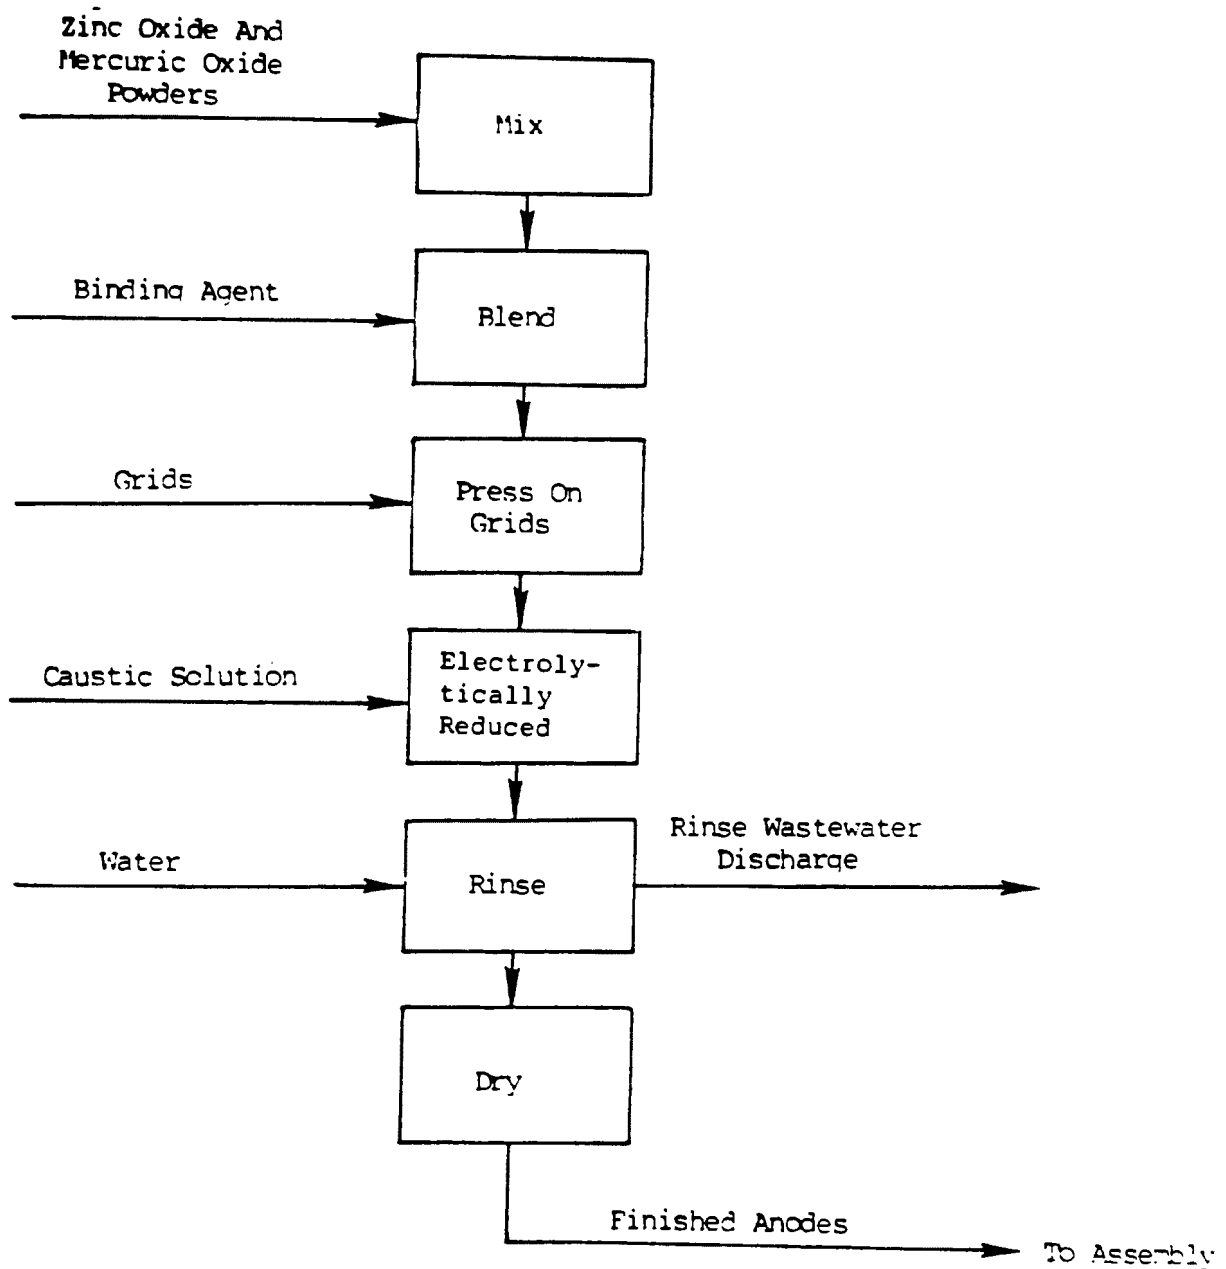 Zinc Oxide And
Mercuric Oxide
Powders
Mix
Binding Agent
Blend
Grids
Press On
Grids
Caustic Solution
Electroly-
tically
Reduced
Water
Rinse
Rinse Wastewater
Discharge
Dry
Finished Anodes
To Assembly